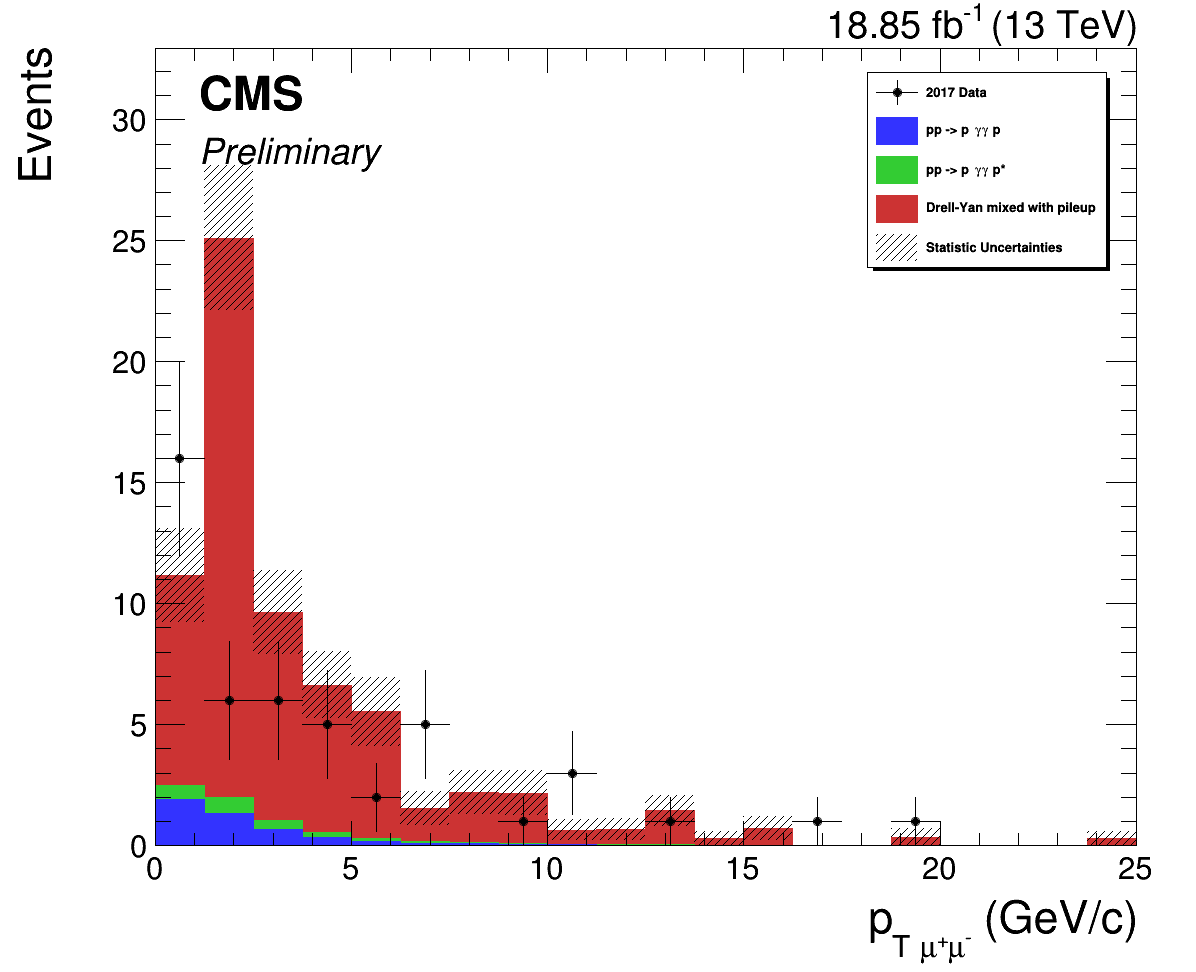 18.85 fb⁻¹ (13 TeV)
Events
CMS
Preliminary
2017 Data
pp -> p γγ p
pp -> p γγ p*
Drell-Yan mixed with pileup
Statistic Uncertainties
30
25
20
15
10
5
0
0 5 10 15 20 25
p_T μ⁺μ⁻ (GeV/c)